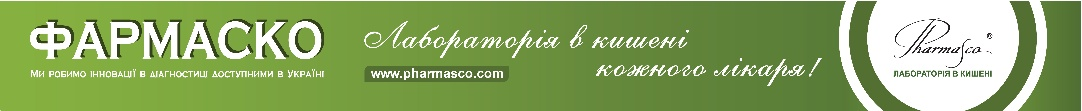 ФАРМАСКО
Ми робимо інновації в діагностиці доступними в Україні
Лабораторія в кишені
кожного лікаря!
www.pharmasco.com
Pharmasco®
ЛАБОРАТОРІЯ В КИШЕНІ